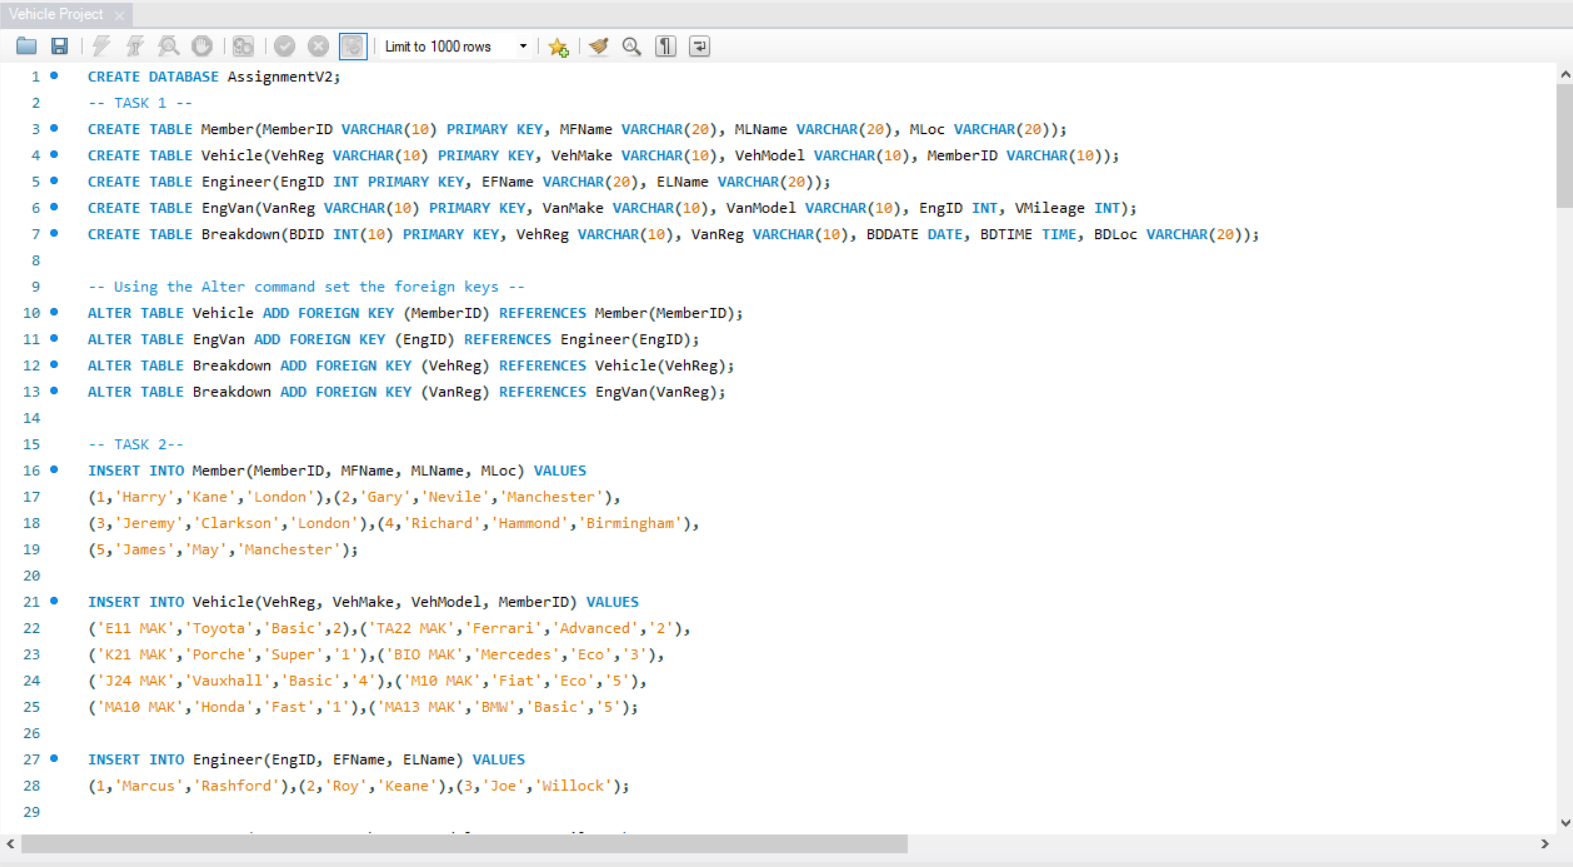 Vehicle Project
Limit to 1000 rows
1 CREATE DATABASE AssignmentV2;
2 -- TASK 1 --
3 CREATE TABLE Member(MemberID VARCHAR(10) PRIMARY KEY, MFName VARCHAR(20), MLName VARCHAR(20), MLoc VARCHAR(20));
4 CREATE TABLE Vehicle(VehReg VARCHAR(10) PRIMARY KEY, VehMake VARCHAR(10), VehModel VARCHAR(10), MemberID VARCHAR(10));
5 CREATE TABLE Engineer(EngID INT PRIMARY KEY, EFName VARCHAR(20), ELName VARCHAR(20));
6 CREATE TABLE EngVan(VanReg VARCHAR(10) PRIMARY KEY, VanMake VARCHAR(10), VanModel VARCHAR(10), EngID INT, VMileage INT);
7 CREATE TABLE Breakdown(BDID INT(10) PRIMARY KEY, VehReg VARCHAR(10), VanReg VARCHAR(10), BDDATE DATE, BDTIME TIME, BDLoc VARCHAR(20));
8
9 -- Using the Alter command set the foreign keys --
10 ALTER TABLE Vehicle ADD FOREIGN KEY (MemberID) REFERENCES Member(MemberID);
11 ALTER TABLE EngVan ADD FOREIGN KEY (EngID) REFERENCES Engineer(EngID);
12 ALTER TABLE Breakdown ADD FOREIGN KEY (VehReg) REFERENCES Vehicle(VehReg);
13 ALTER TABLE Breakdown ADD FOREIGN KEY (VanReg) REFERENCES EngVan(VanReg);
14
15 -- TASK 2--
16 INSERT INTO Member(MemberID, MFName, MLName, MLoc) VALUES
17 (1,'Harry','Kane','London'),(2,'Gary','Nevile','Manchester'),
18 (3,'Jeremy','Clarkson','London'),(4,'Richard','Hammond','Birmingham'),
19 (5,'James','May','Manchester');
20
21 INSERT INTO Vehicle(VehReg, VehMake, VehModel, MemberID) VALUES
22 ('E11 MAK','Toyota','Basic',2),('TA22 MAK','Ferrari','Advanced','2'),
23 ('K21 MAK','Porche','Super','1'),('BIO MAK','Mercedes','Eco','3'),
24 ('J24 MAK','Vauxhall','Basic','4'),('M10 MAK','Fiat','Eco','5'),
25 ('MA10 MAK','Honda','Fast','1'),('MA13 MAK','BMW','Basic','5');
26
27 INSERT INTO Engineer(EngID, EFName, ELName) VALUES
28 (1,'Marcus','Rashford'),(2,'Roy','Keane'),(3,'Joe','Willock');
29